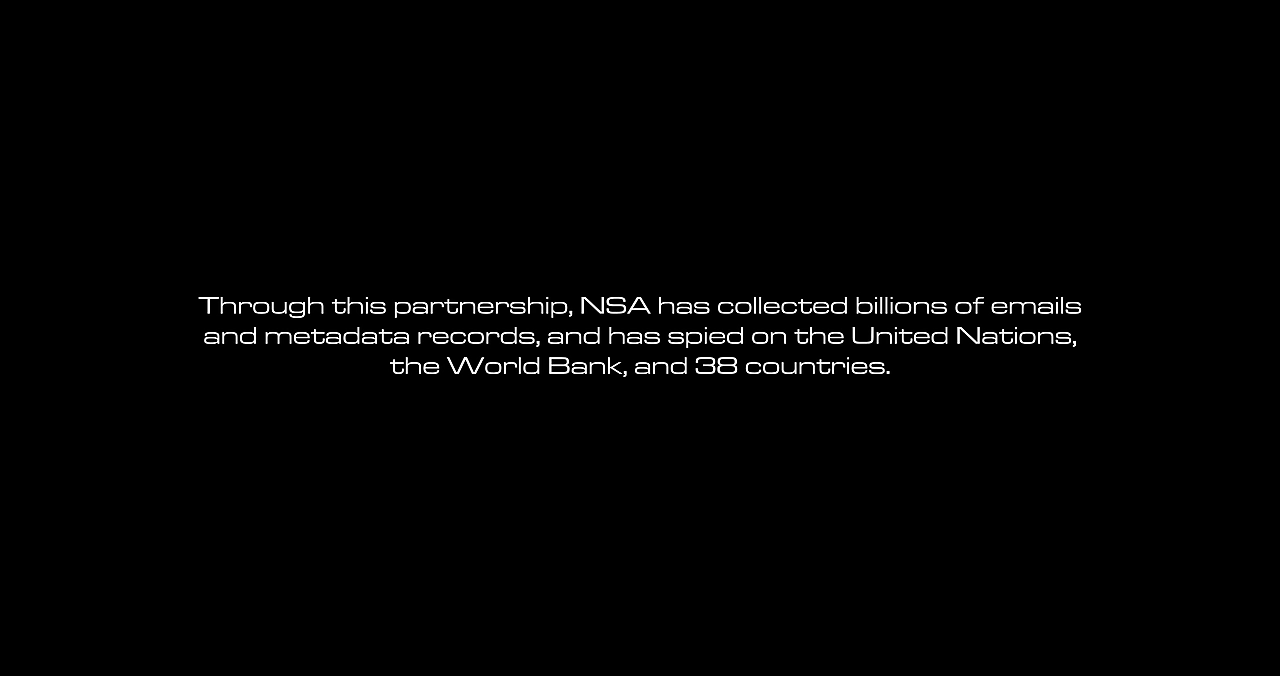 Through this partnership, NSA has collected billions of emails
and metadata records, and has spied on the United Nations,
the World Bank, and 38 countries.